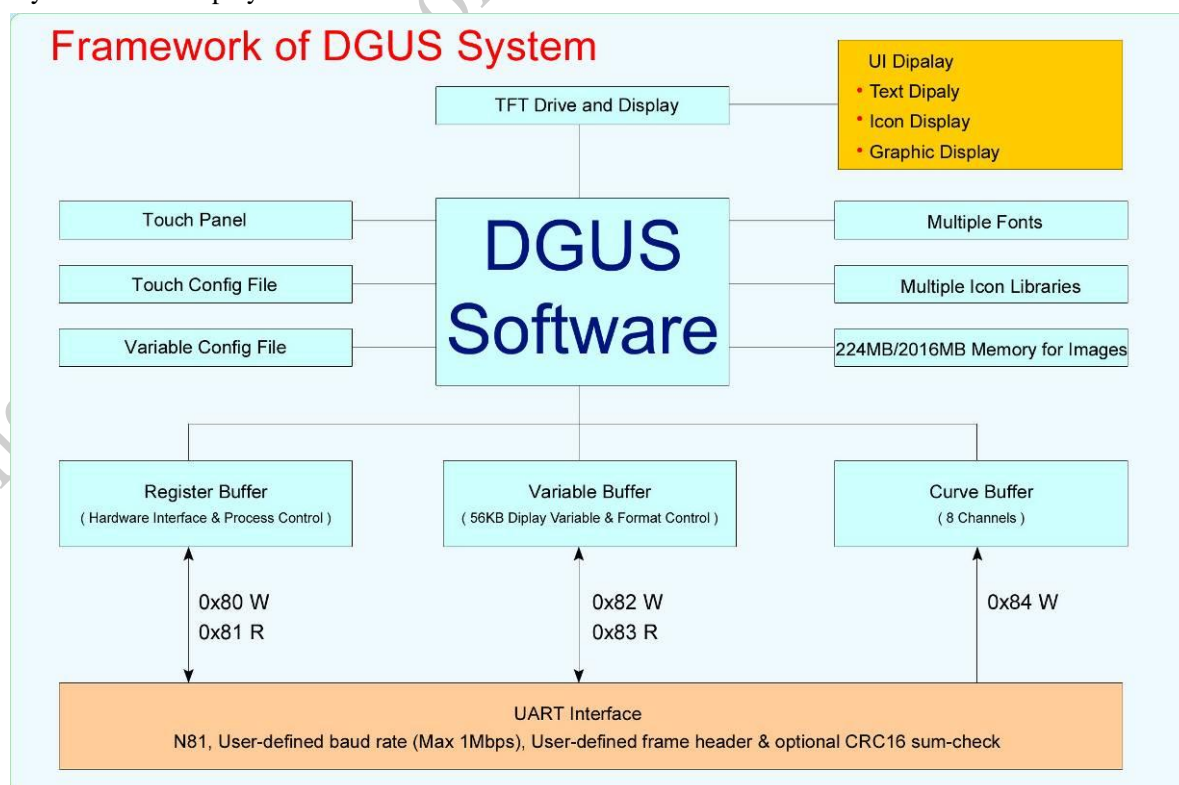 Framework of DGUS System
UI Dipalay
• Text Dipaly
• Icon Display
• Graphic Display
TFT Drive and Display
Touch Panel
Touch Config File
Variable Config File
DGUS
Software
Multiple Fonts
Multiple Icon Libraries
224MB/2016MB Memory for Images
Register Buffer
( Hardware Interface & Process Control )
Variable Buffer
( 56KB Diplay Variable & Format Control )
Curve Buffer
( 8 Channels )
0x80 W
0x81 R
0x82 W
0x83 R
0x84 W
UART Interface
N81, User-defined baud rate (Max 1Mbps), User-defined frame header & optional CRC16 sum-check